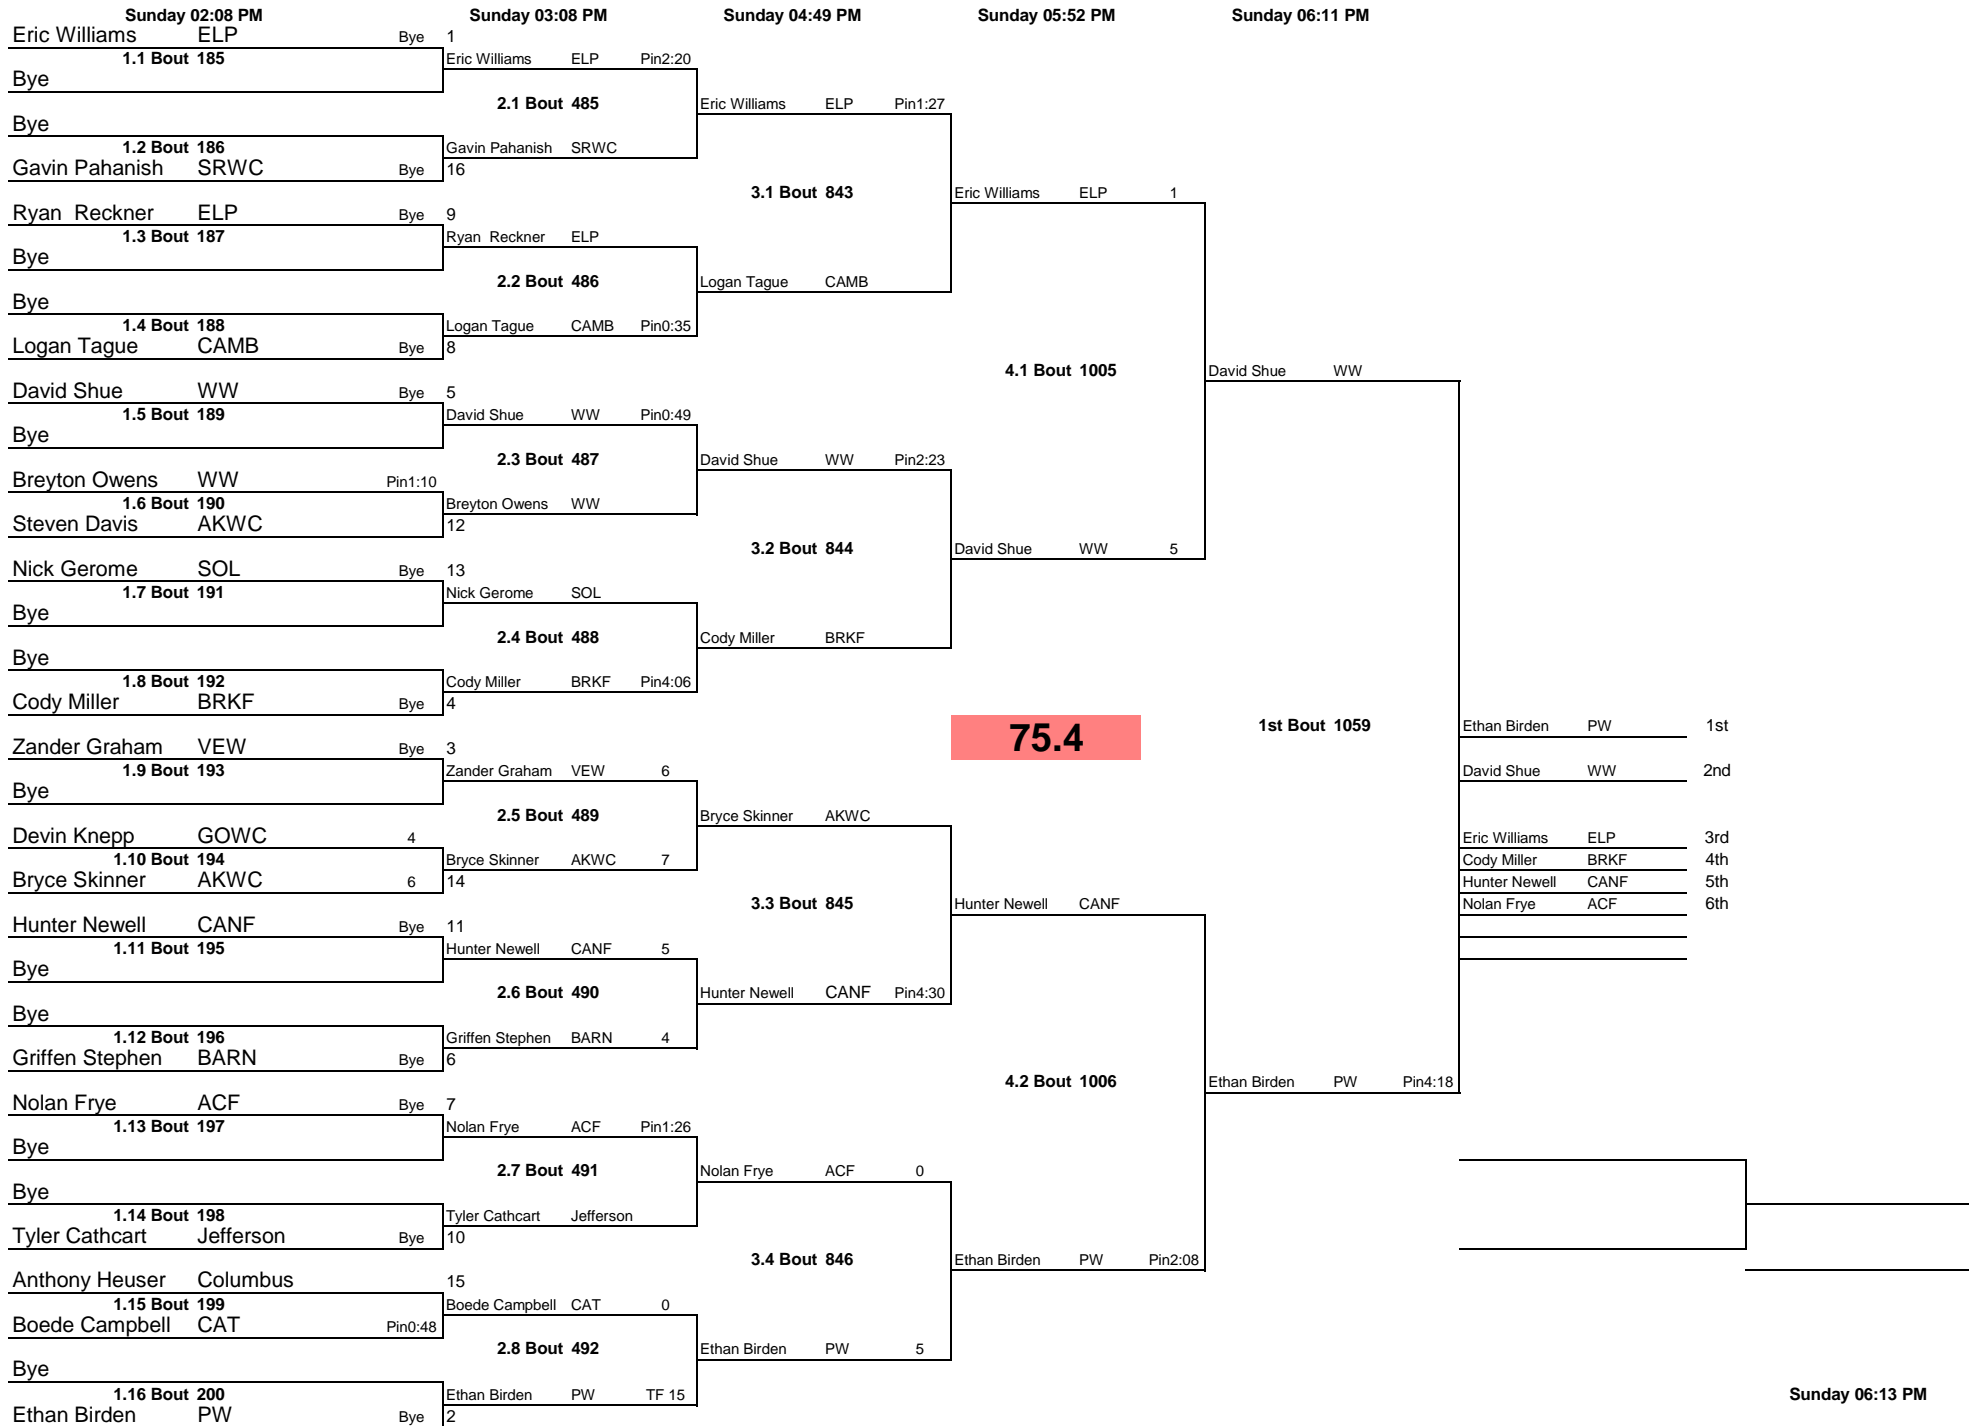 Sunday 02:08 PM Sunday 03:08 PM Sunday 04:49 PM Sunday 05:52 PM Sunday 06:11 PM
Eric Williams ELP Bye 1
1.1 Bout 185 Eric Williams ELP Pin2:20
Bye
2.1 Bout 485 Eric Williams ELP Pin1:27
Bye
1.2 Bout 186 Gavin Pahanish SRWC
Gavin Pahanish SRWC Bye 16
3.1 Bout 843 Eric Williams ELP 1
Ryan Reckner ELP Bye 9
1.3 Bout 187 Ryan Reckner ELP
Bye
2.2 Bout 486 Logan Tague CAMB
Bye
1.4 Bout 188 Logan Tague CAMB Pin0:35
Logan Tague CAMB Bye 8
4.1 Bout 1005 David Shue WW
David Shue WW Bye 5
1.5 Bout 189 David Shue WW Pin0:49
Bye
2.3 Bout 487 David Shue WW Pin2:23
Breyton Owens WW Pin1:10
1.6 Bout 190 Breyton Owens WW
Steven Davis AKWC 12
3.2 Bout 844 David Shue WW 5
Nick Gerome SOL Bye 13
1.7 Bout 191 Nick Gerome SOL
Bye
2.4 Bout 488 Cody Miller BRKF
Bye
1.8 Bout 192 Cody Miller BRKF Pin4:06
Cody Miller BRKF Bye 4
75.4 1st Bout 1059 Ethan Birden PW 1st
Zander Graham VEW Bye 3
1.9 Bout 193 Zander Graham VEW 6 David Shue WW 2nd
Bye
2.5 Bout 489 Bryce Skinner AKWC
Devin Knepp GOWC 4 Eric Williams ELP 3rd
1.10 Bout 194 Bryce Skinner AKWC 7 Cody Miller BRKF 4th
Bryce Skinner AKWC 6 14 Hunter Newell CANF 5th
3.3 Bout 845 Hunter Newell CANF Nolan Frye ACF 6th
Hunter Newell CANF Bye 11
1.11 Bout 195 Hunter Newell CANF 5
Bye
2.6 Bout 490 Hunter Newell CANF Pin4:30
Bye
1.12 Bout 196 Griffen Stephen BARN 4
Griffen Stephen BARN Bye 6
4.2 Bout 1006 Ethan Birden PW Pin4:18
Nolan Frye ACF Bye 7
1.13 Bout 197 Nolan Frye ACF Pin1:26
Bye
2.7 Bout 491 Nolan Frye ACF 0
Bye
1.14 Bout 198 Tyler Cathcart Jefferson
Tyler Cathcart Jefferson Bye 10
3.4 Bout 846 Ethan Birden PW Pin2:08
Anthony Heuser Columbus 15
1.15 Bout 199 Boede Campbell CAT 0
Boede Campbell CAT Pin0:48
2.8 Bout 492 Ethan Birden PW 5
Bye
1.16 Bout 200 Ethan Birden PW TF 15 Sunday 06:13 PM
Ethan Birden PW Bye 2